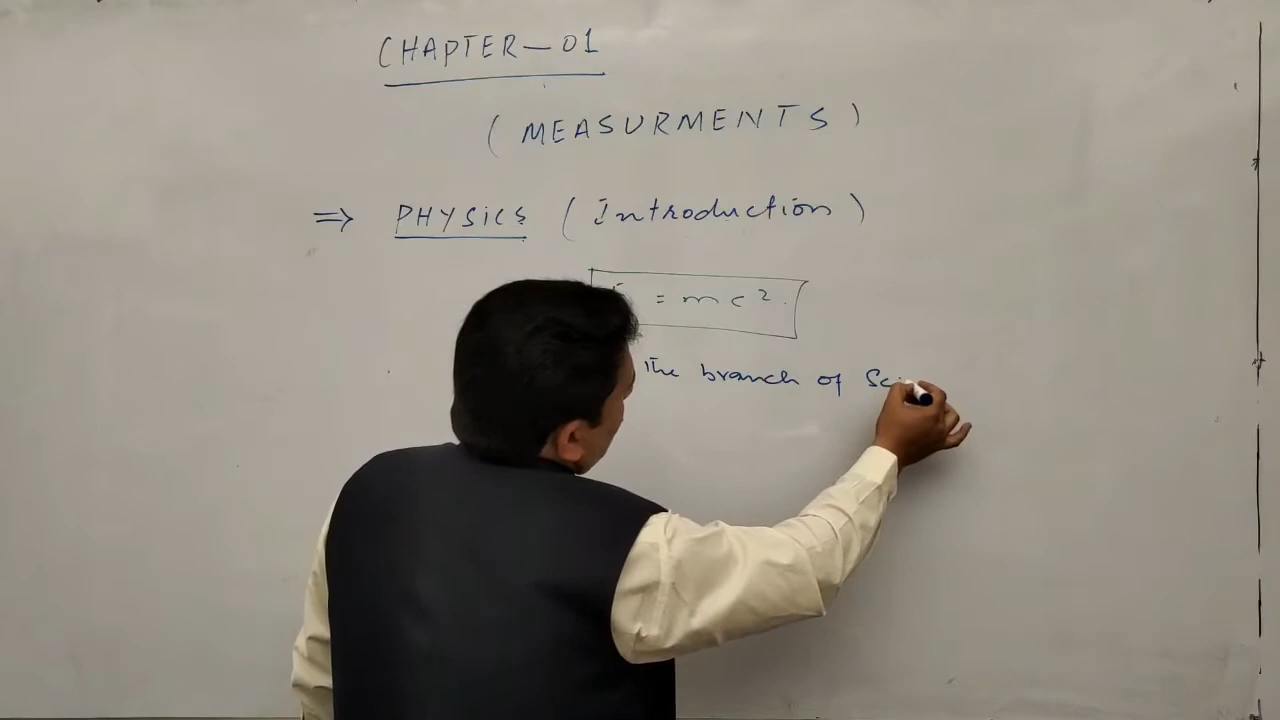 CHAPTER-01
(MEASURMENTS)
⇒ PHYSICS (Introduction)
= mc².
The branch of